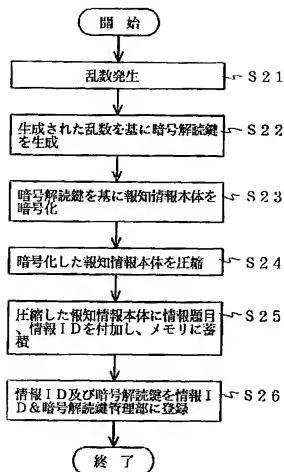 開始
乱数発生
S21
生成された乱数を基に暗号解読鍵
を生成
S22
暗号解読鍵を基に報知情報本体を
暗号化
S23
暗号化した報知情報本体を圧縮
S24
圧縮した報知情報本体に情報題目
、情報IDを付加し、メモリに蓄
積
S25
情報ID及び暗号解読鍵を情報I
D&暗号解読鍵管理部に登録
S26
終了